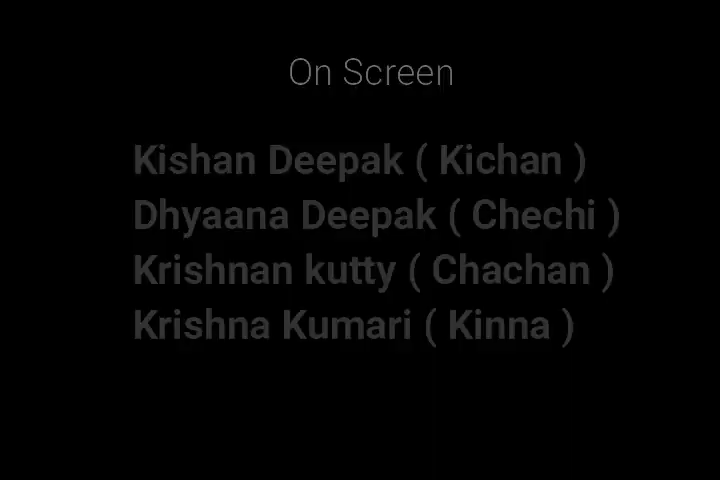 On Screen
Kishan Deepak ( Kichan )
Dhyaana Deepak ( Chechi )
Krishnan kutty ( Chachan )
Krishna Kumari ( Kinna )